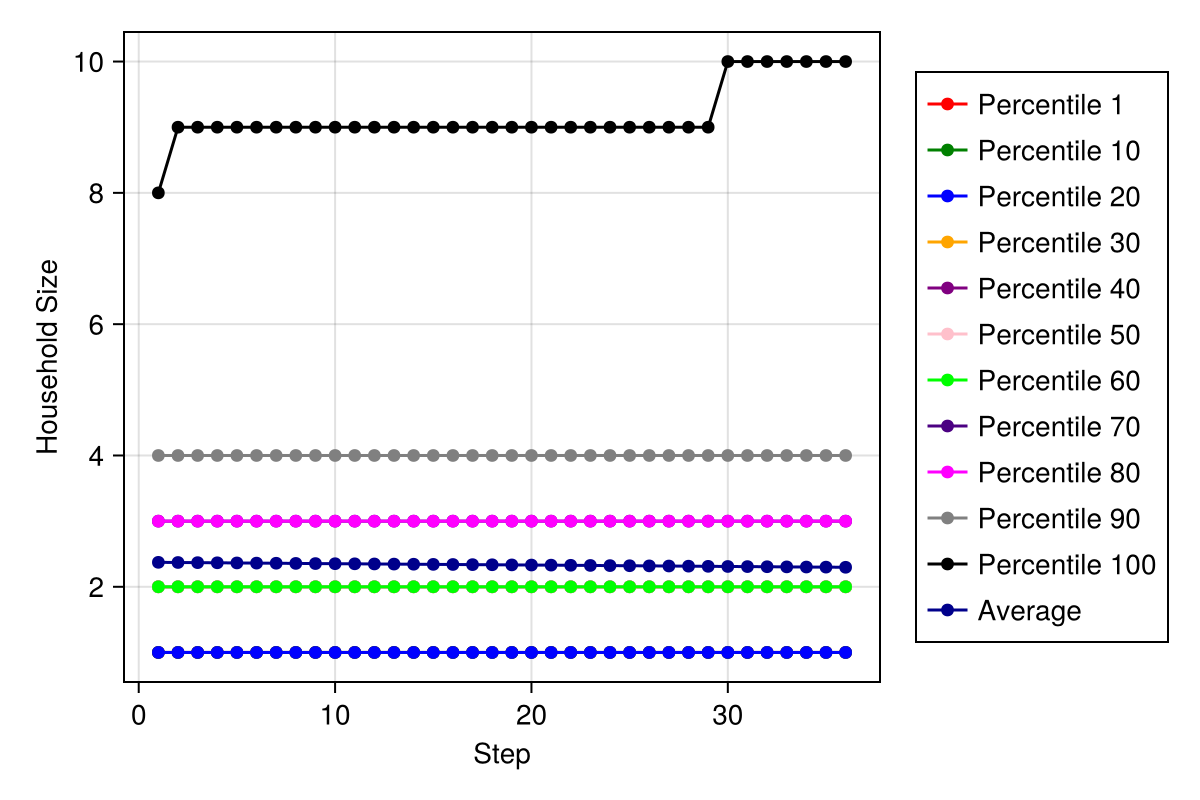 10
8
6
4
2
Household Size
0 10 20 30
Step
Percentile 1
Percentile 10
Percentile 20
Percentile 30
Percentile 40
Percentile 50
Percentile 60
Percentile 70
Percentile 80
Percentile 90
Percentile 100
Average